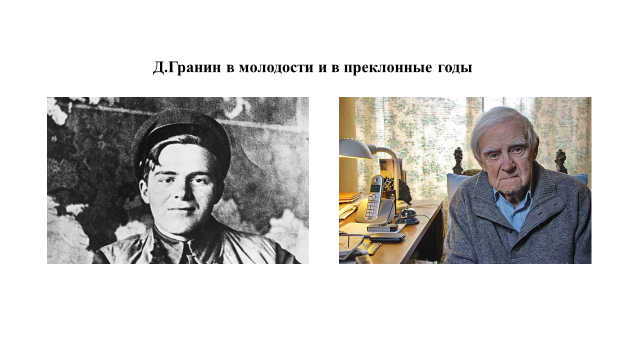 Д.Гранин в молодости и в преклонные годы